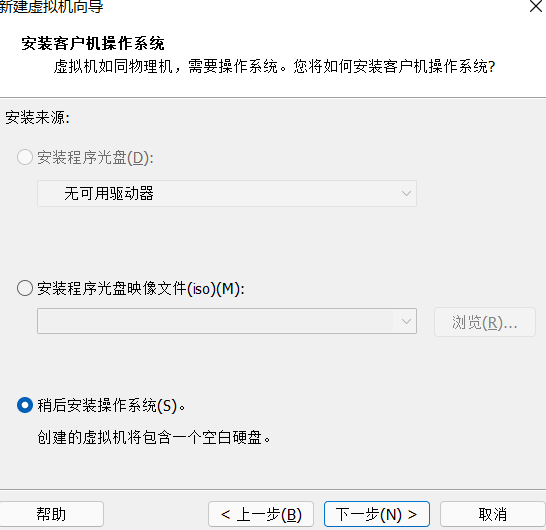 新建虚拟机向导
安装客户机操作系统
虚拟机如同物理机，需要操作系统。您将如何安装客户机操作系统?
安装来源:
安装程序光盘(D):
无可用驱动器
安装程序光盘映像文件(iso)(M):
浏览(R)...
稍后安装操作系统(S)。
创建的虚拟机将包含一个空白硬盘。
帮助
< 上一步(B)
下一步(N) >
取消